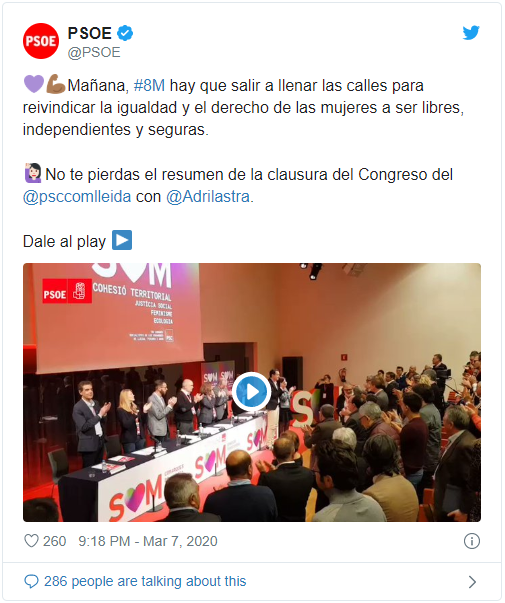 PSOE
PSOE
@PSOE
Mañana, #8M hay que salir a llenar las calles para
reivindicar la igualdad y el derecho de las mujeres a ser libres,
independientes y seguras.
No te pierdas el resumen de la clausura del Congreso del
@psccomlleida con @Adrilastra.
Dale al play
SOM
COHESIÓ TERRITORIAL
JUSTÍCIA SOCIAL
FEMINISME
ECOLOGIA
PSOE
SOM
SOM
SOM
S
260 9:18 PM - Mar 7, 2020
286 people are talking about this